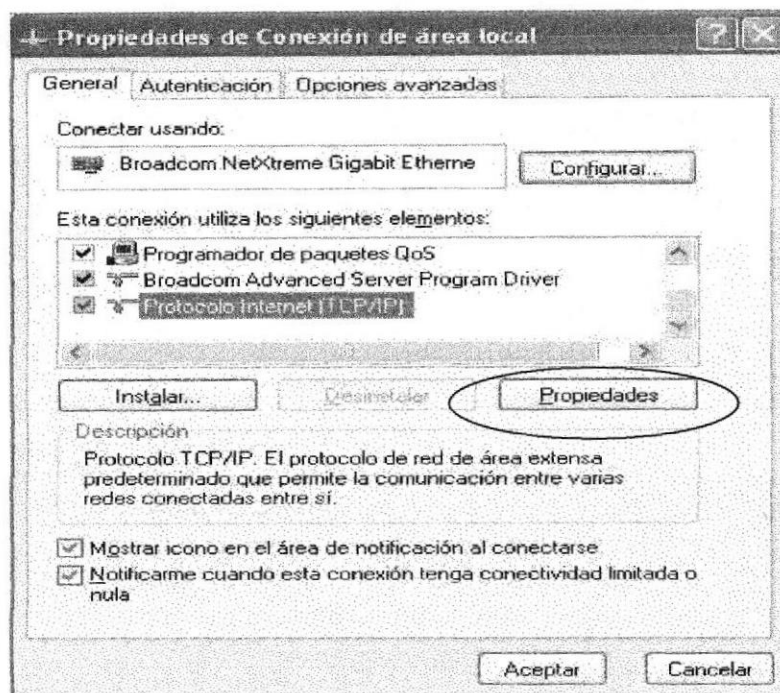 Propiedades de Conexión de área local
General Autenticación Opciones avanzadas
Conectar usando:
Broadcom NetXtreme Gigabit Etherne Configurar...
Esta conexión utiliza los siguientes elementos:
Programador de paquetes QoS
Broadcom Advanced Server Program Driver
Protocolo Internet (TCP/IP)
Instalar... Desinstalar Propiedades
Descripción
Protocolo TCP/IP. El protocolo de red de área extensa
predeterminado que permite la comunicación entre varias
redes conectadas entre sí.
Mostrar icono en el área de notificación al conectarse
Notificarme cuando esta conexión tenga conectividad limitada o
nula
Aceptar Cancelar